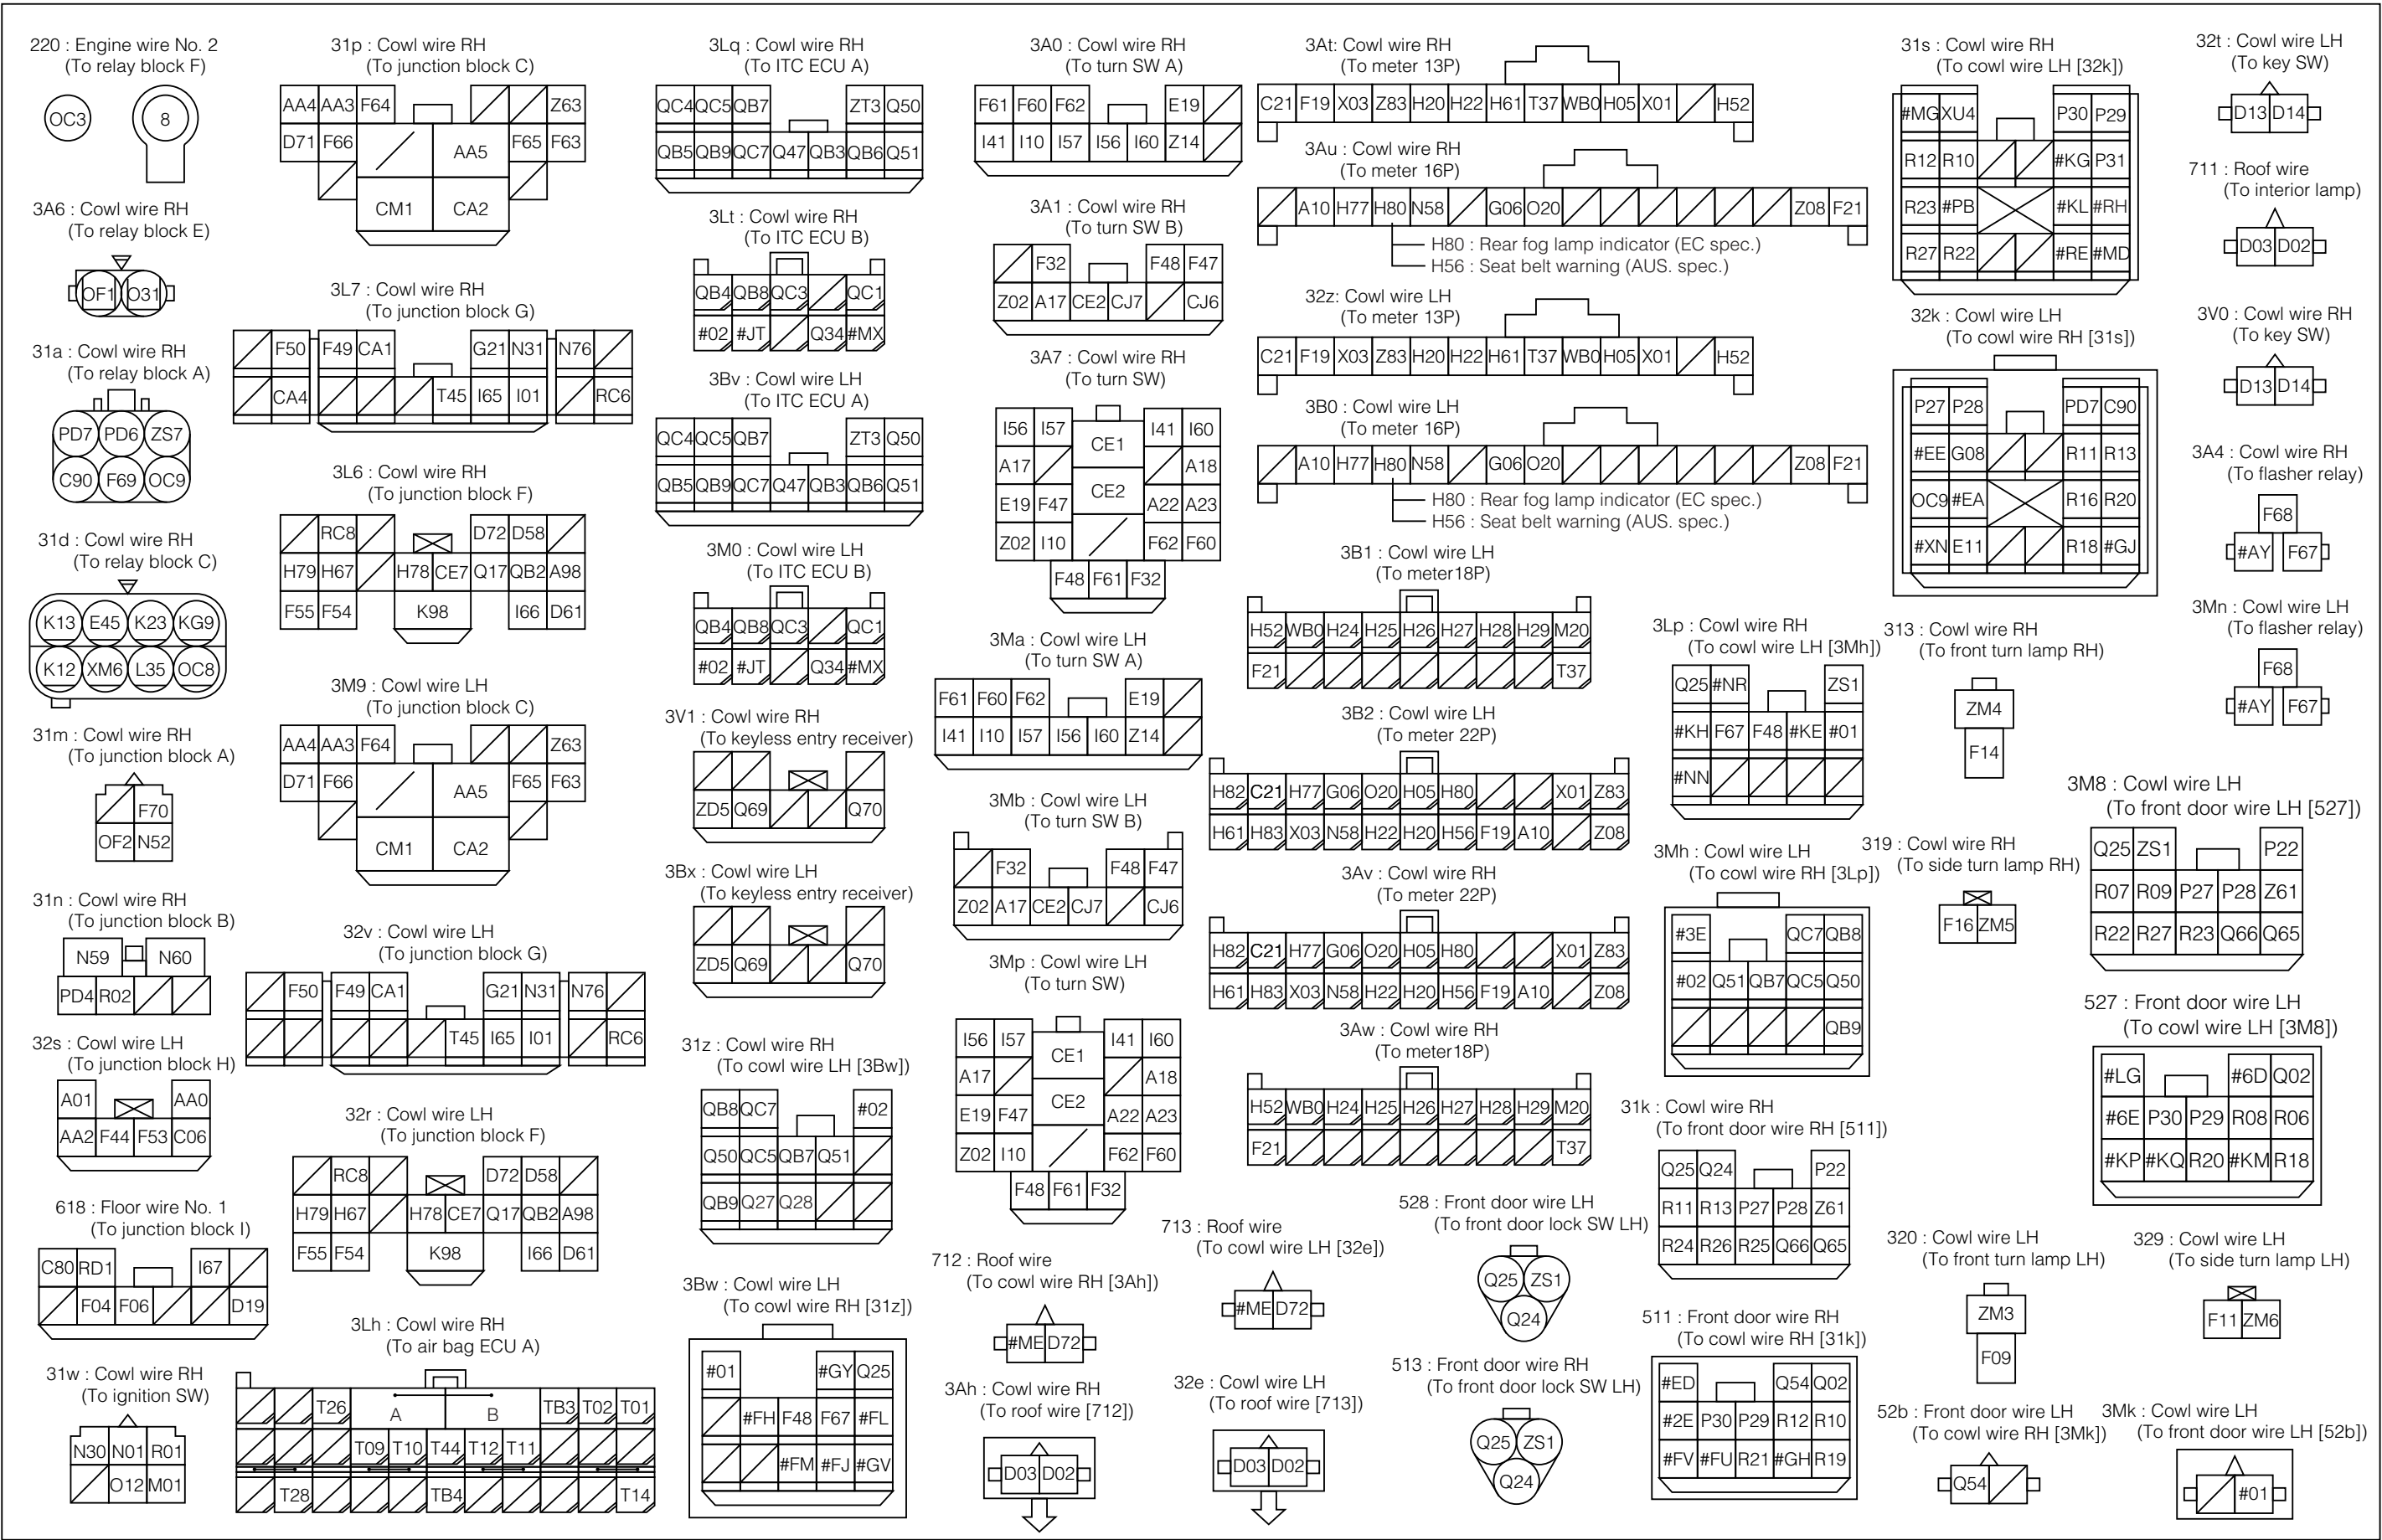 220 : Engine wire No. 2
(To relay block F)
OC3 8
3A6 : Cowl wire RH
(To relay block E)
OF1 O31
31a : Cowl wire RH
(To relay block A)
PD7 PD6 ZS7
C90 F69 OC9
31d : Cowl wire RH
(To relay block C)
K13 E45 K23 KG9
K12 XM6 L35 OC8
31m : Cowl wire RH
(To junction block A)
F70
OF2 N52
31n : Cowl wire RH
(To junction block B)
N59 N60
PD4 R02
32s : Cowl wire LH
(To junction block H)
A01 AA0
AA2 F44 F53 C06
618 : Floor wire No. 1
(To junction block I)
C80 RD1 I67
F04 F06 D19
31w : Cowl wire RH
(To ignition SW)
N30 N01 R01
O12 M01
31p : Cowl wire RH
(To junction block C)
AA4 AA3 F64 Z63
D71 F66 AA5 F65 F63
CM1 CA2
3L7 : Cowl wire RH
(To junction block G)
F50 F49 CA1 G21 N31 N76
CA4 T45 I65 I01 RC6
3L6 : Cowl wire RH
(To junction block F)
RC8 D72 D58
H79 H67 H78 CE7 Q17 QB2 A98
F55 F54 K98 I66 D61
3M9 : Cowl wire LH
(To junction block C)
AA4 AA3 F64 Z63
D71 F66 AA5 F65 F63
CM1 CA2
32v : Cowl wire LH
(To junction block G)
F50 F49 CA1 G21 N31 N76
T45 I65 I01 RC6
32r : Cowl wire LH
(To junction block F)
RC8 D72 D58
H79 H67 H78 CE7 Q17 QB2 A98
F55 F54 K98 I66 D61
3Lh : Cowl wire RH
(To air bag ECU A)
T26 A B TB3 T02 T01
T09 T10 T44 T12 T11
T28 TB4 T14
3Lq : Cowl wire RH
(To ITC ECU A)
QC4 QC5 QB7 ZT3 Q50
QB5 QB9 QC7 Q47 QB3 QB6 Q51
3Lt : Cowl wire RH
(To ITC ECU B)
QB4 QB8 QC3 QC1
#02 #JT Q34 #MX
3Bv : Cowl wire LH
(To ITC ECU A)
QC4 QC5 QB7 ZT3 Q50
QB5 QB9 QC7 Q47 QB3 QB6 Q51
3M0 : Cowl wire LH
(To ITC ECU B)
QB4 QB8 QC3 QC1
#02 #JT Q34 #MX
3V1 : Cowl wire RH
(To keyless entry receiver)
ZD5 Q69 Q70
3Bx : Cowl wire LH
(To keyless entry receiver)
ZD5 Q69 Q70
31z : Cowl wire RH
(To cowl wire LH [3Bw])
QB8 QC7 #02
Q50 QC5 QB7 Q51
QB9 Q27 Q28
3Bw : Cowl wire LH
(To cowl wire RH [31z])
#01 #GY Q25
#FH F48 F67 #FL
#FM #FJ #GV
3A0 : Cowl wire RH
(To turn SW A)
F61 F60 F62 E19
I41 I10 I57 I56 I60 Z14
3A1 : Cowl wire RH
(To turn SW B)
F32 F48 F47
Z02 A17 CE2 CJ7 CJ6
3A7 : Cowl wire RH
(To turn SW)
I56 I57 CE1 I41 I60
A17 A18
E19 F47 CE2 A22 A23
Z02 I10 F62 F60
F48 F61 F32
3Ma : Cowl wire LH
(To turn SW A)
F61 F60 F62 E19
I41 I10 I57 I56 I60 Z14
3Mb : Cowl wire LH
(To turn SW B)
F32 F48 F47
Z02 A17 CE2 CJ7 CJ6
3Mp : Cowl wire LH
(To turn SW)
I56 I57 CE1 I41 I60
A17 A18
E19 F47 CE2 A22 A23
Z02 I10 F62 F60
F48 F61 F32
712 : Roof wire
(To cowl wire RH [3Ah])
#ME D72
3Ah : Cowl wire RH
(To roof wire [712])
D03 D02
713 : Roof wire
(To cowl wire LH [32e])
#ME D72
32e : Cowl wire LH
(To roof wire [713])
D03 D02
3At: Cowl wire RH
(To meter 13P)
C21 F19 X03 Z83 H20 H22 H61 T37 WB0 H05 X01 H52
3Au : Cowl wire RH
(To meter 16P)
A10 H77 H80 N58 G06 O20 Z08 F21
H80 : Rear fog lamp indicator (EC spec.)
H56 : Seat belt warning (AUS. spec.)
32z: Cowl wire LH
(To meter 13P)
C21 F19 X03 Z83 H20 H22 H61 T37 WB0 H05 X01 H52
3B0 : Cowl wire LH
(To meter 16P)
A10 H77 H80 N58 G06 O20 Z08 F21
H80 : Rear fog lamp indicator (EC spec.)
H56 : Seat belt warning (AUS. spec.)
3B1 : Cowl wire LH
(To meter18P)
H52 WB0 H24 H25 H26 H27 H28 H29 M20
F21 T37
3B2 : Cowl wire LH
(To meter 22P)
H82 C21 H77 G06 O20 H05 H80 X01 Z83
H61 H83 X03 N58 H22 H20 H56 F19 A10 Z08
3Av : Cowl wire RH
(To meter 22P)
H82 C21 H77 G06 O20 H05 H80 X01 Z83
H61 H83 X03 N58 H22 H20 H56 F19 A10 Z08
3Aw : Cowl wire RH
(To meter18P)
H52 WB0 H24 H25 H26 H27 H28 H29 M20
F21 T37
528 : Front door wire LH
(To front door lock SW LH)
Q25 ZS1
Q24
513 : Front door wire RH
(To front door lock SW LH)
Q25 ZS1
Q24
31s : Cowl wire RH
(To cowl wire LH [32k])
#MG XU4 P30 P29
R12 R10 #KG P31
R23 #PB #KL #RH
R27 R22 #RE #MD
32k : Cowl wire LH
(To cowl wire RH [31s])
P27 P28 PD7 C90
#EE G08 R11 R13
OC9 #EA R16 R20
#XN E11 R18 #GJ
3Lp : Cowl wire RH
(To cowl wire LH [3Mh])
Q25 #NR ZS1
#KH F67 F48 #KE #01
#NN
3Mh : Cowl wire LH
(To cowl wire RH [3Lp])
#3E QC7 QB8
#02 Q51 QB7 QC5 Q50
QB9
31k : Cowl wire RH
(To front door wire RH [511])
Q25 Q24 P22
R11 R13 P27 P28 Z61
R24 R26 R25 Q66 Q65
511 : Front door wire RH
(To cowl wire RH [31k])
#ED Q54 Q02
#2E P30 P29 R12 R10
#FV #FU R21 #GH R19
313 : Cowl wire RH
(To front turn lamp RH)
ZM4
F14
319 : Cowl wire RH
(To side turn lamp RH)
F16 ZM5
320 : Cowl wire LH
(To front turn lamp LH)
ZM3
F09
52b : Front door wire LH
(To cowl wire RH [3Mk])
Q54
32t : Cowl wire LH
(To key SW)
D13 D14
711 : Roof wire
(To interior lamp)
D03 D02
3V0 : Cowl wire RH
(To key SW)
D13 D14
3A4 : Cowl wire RH
(To flasher relay)
F68
#AY F67
3Mn : Cowl wire LH
(To flasher relay)
F68
#AY F67
3M8 : Cowl wire LH
(To front door wire LH [527])
Q25 ZS1 P22
R07 R09 P27 P28 Z61
R22 R27 R23 Q66 Q65
527 : Front door wire LH
(To cowl wire LH [3M8])
#LG #6D Q02
#6E P30 P29 R08 R06
#KP #KQ R20 #KM R18
329 : Cowl wire LH
(To side turn lamp LH)
F11 ZM6
3Mk : Cowl wire LH
(To front door wire LH [52b])
#01